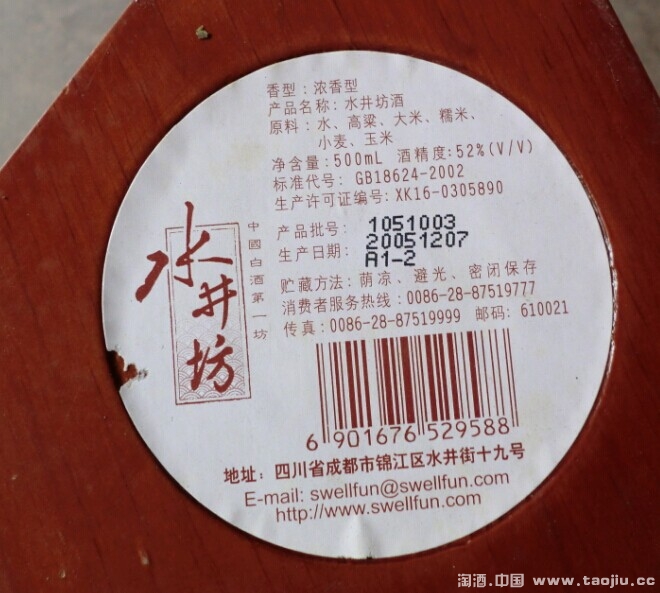 香型：浓香型
产品名称：水井坊酒
原料：水、高粱、大米、糯米、
小麦、玉米
净含量：500mL 酒精度：52%(V/V)
标准代号：GB18624-2002
生产许可证编号：XK16-0305890
产品批号：1051003
生产日期：20051207
A1-2
贮藏方法：荫凉、避光、密闭保存
消费者服务热线：0086-28-87519777
传真：0086-28-87519999 邮码：610021
水井坊
中國白酒第一坊
6 901676 529588
地址：四川省成都市锦江区水井街十九号
E-mail: swellfun@swellfun.com
http://www.swellfun.com
淘酒.中国 www.taojiu.cc